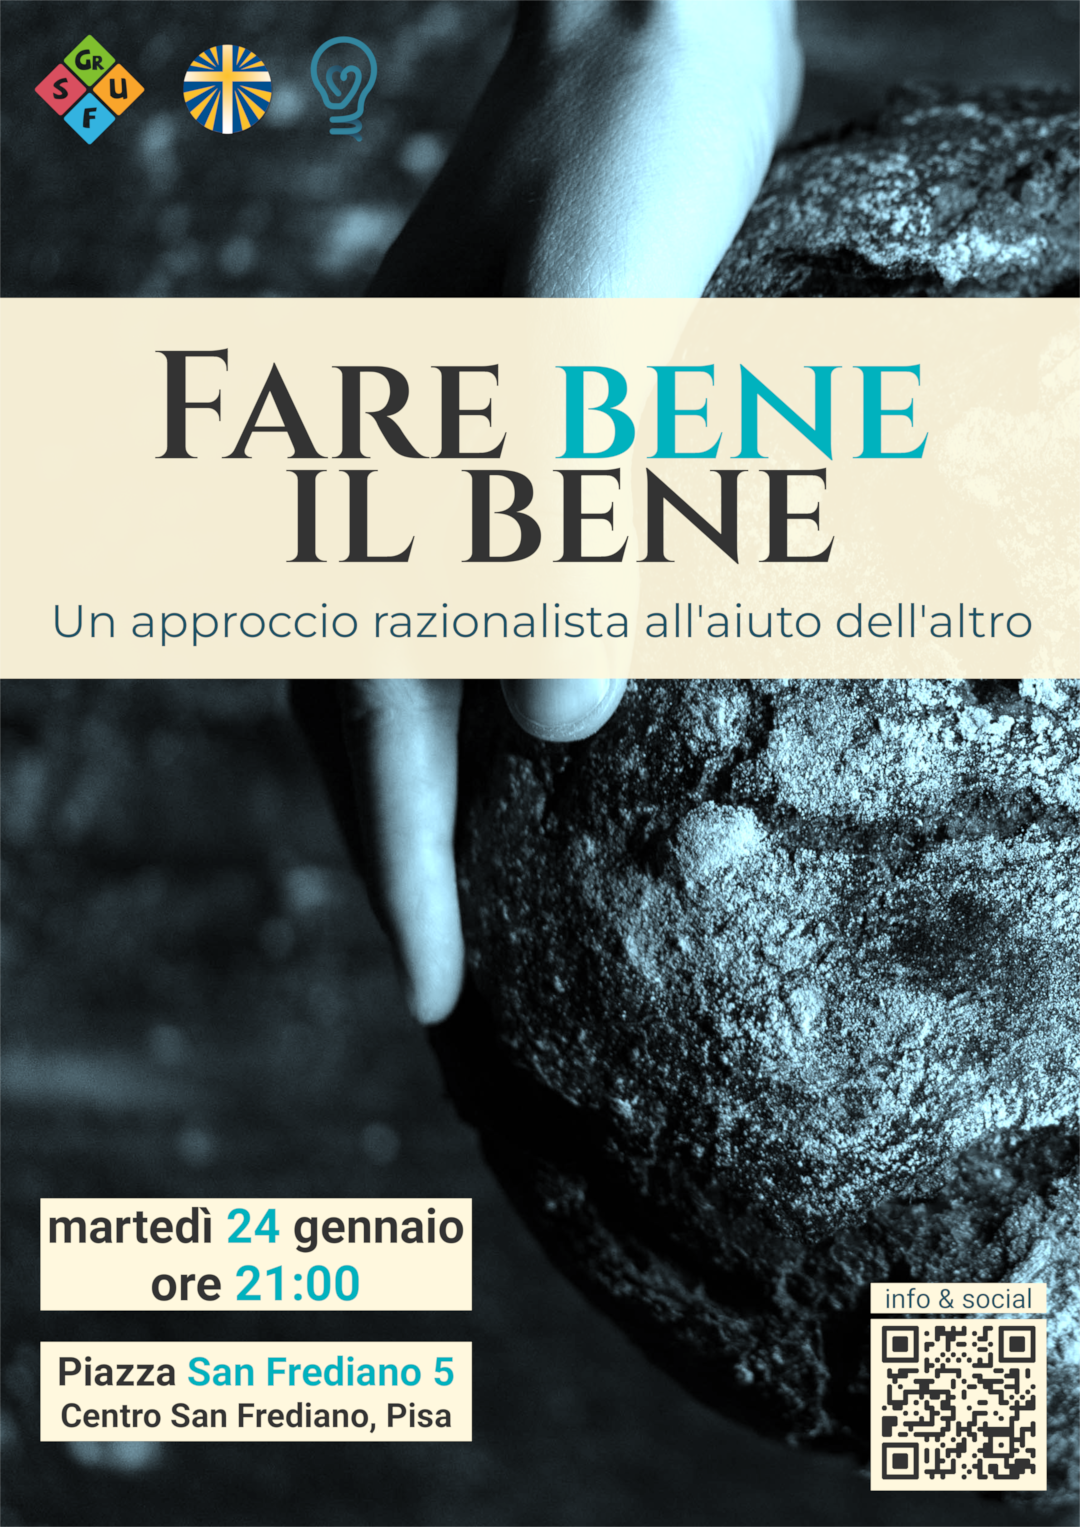 GR
S U
F
FARE BENE
IL BENE
Un approccio razionalista all'aiuto dell'altro
martedì 24 gennaio
ore 21:00
Piazza San Frediano 5
Centro San Frediano, Pisa
info & social